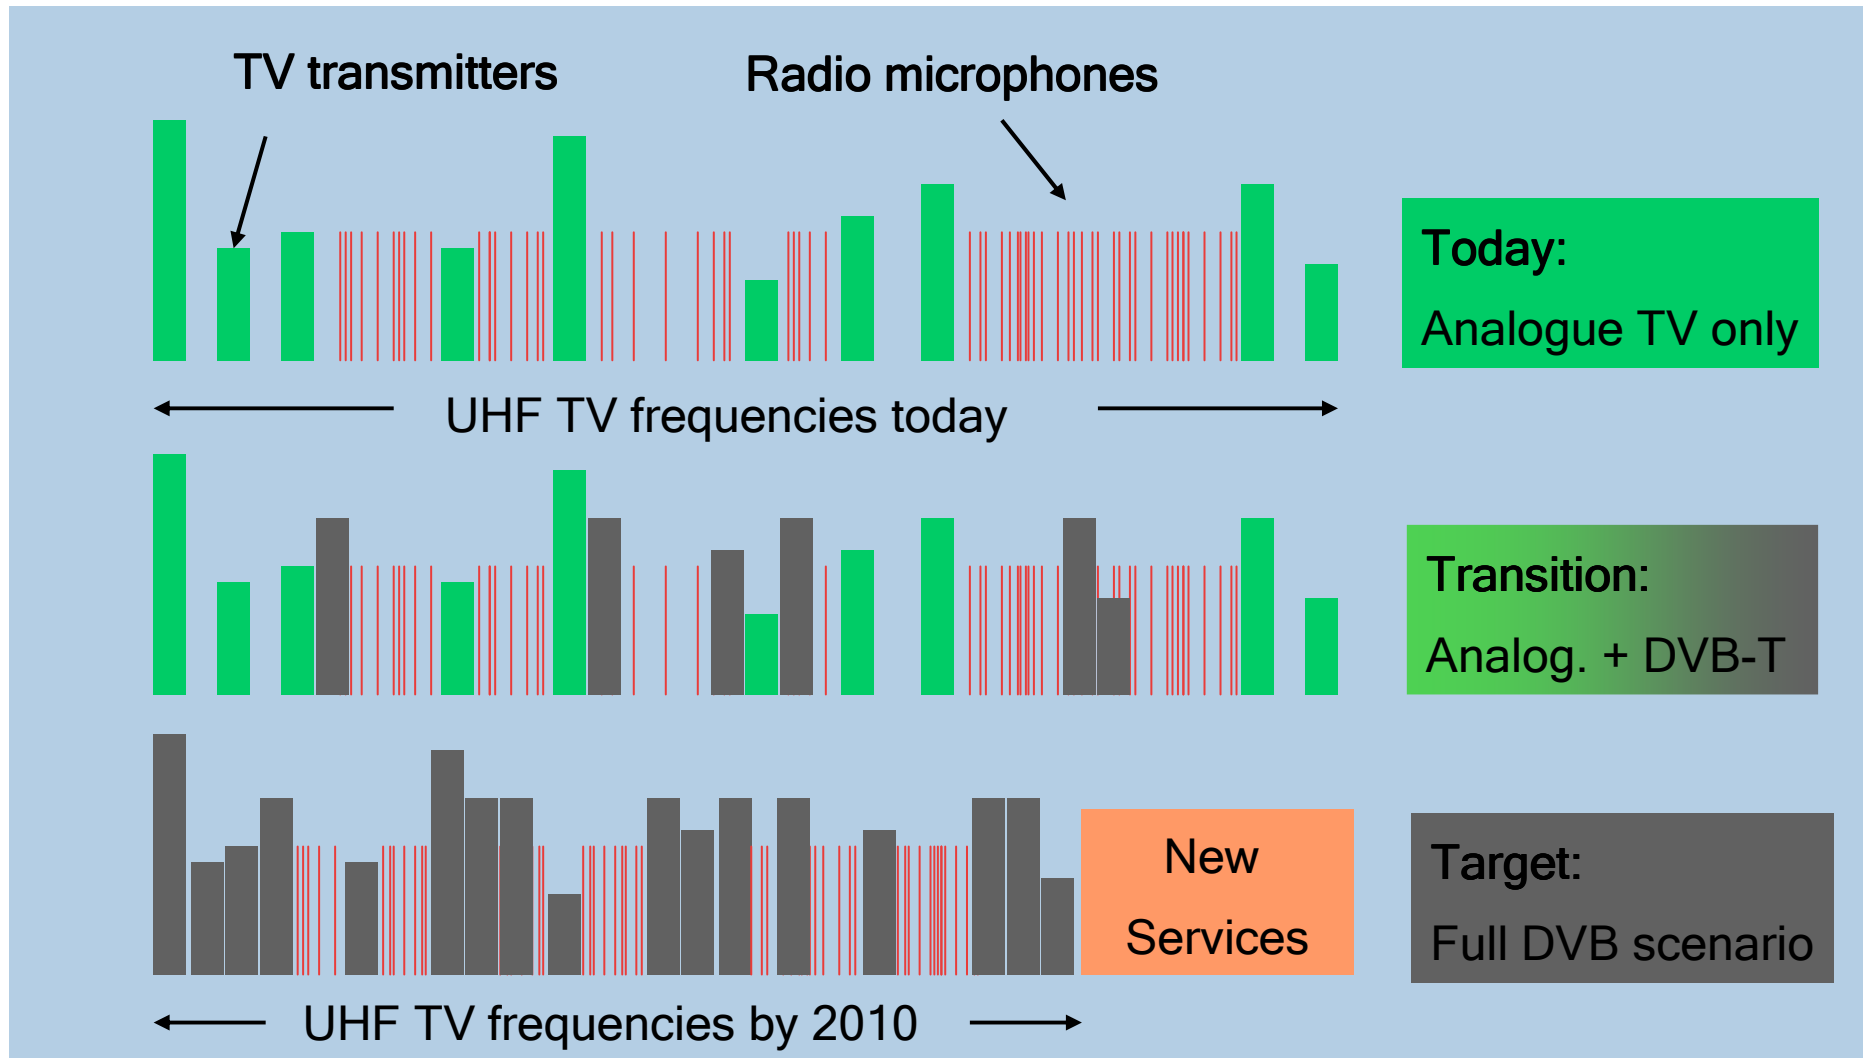 TV transmitters
Radio microphones
Today:
Analogue TV only
UHF TV frequencies today
Transition:
Analog. + DVB-T
New
Services
Target:
Full DVB scenario
UHF TV frequencies by 2010